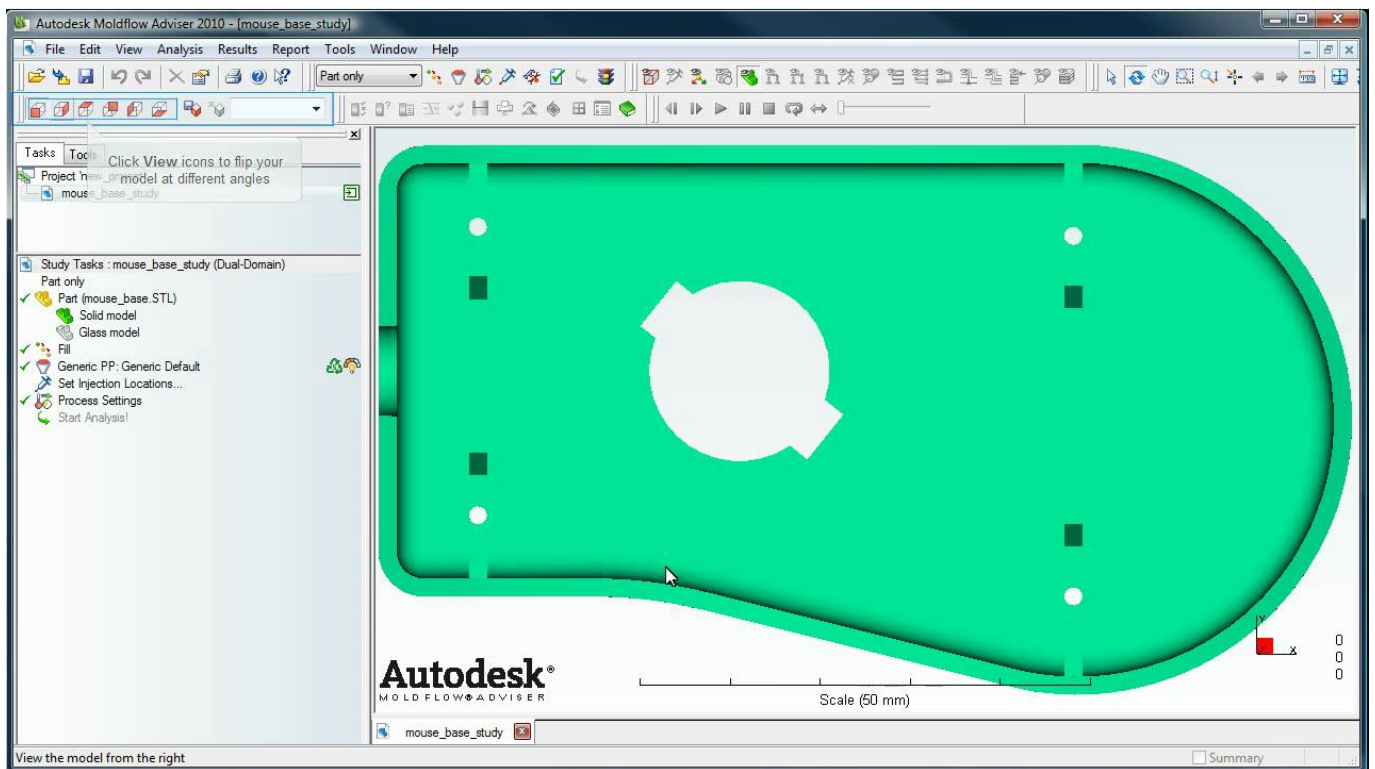 Autodesk Moldflow Adviser 2010 - [mouse_base_study]
File Edit View Analysis Results Report Tools Window Help
Part only
Tasks
Click View icons to flip your
model at different angles
Project
mouse_base_study
Study Tasks : mouse_base_study (Dual-Domain)
Part only
Part (mouse_base.STL)
Solid model
Glass model
Fill
Generic PP: Generic Default
Set Injection Locations...
Process Settings
Start Analysis!
Autodesk®
MOLDFLOW® ADVISER
Scale (50 mm)
Y
X
0
0
0
mouse_base_study
View the model from the right
Summary